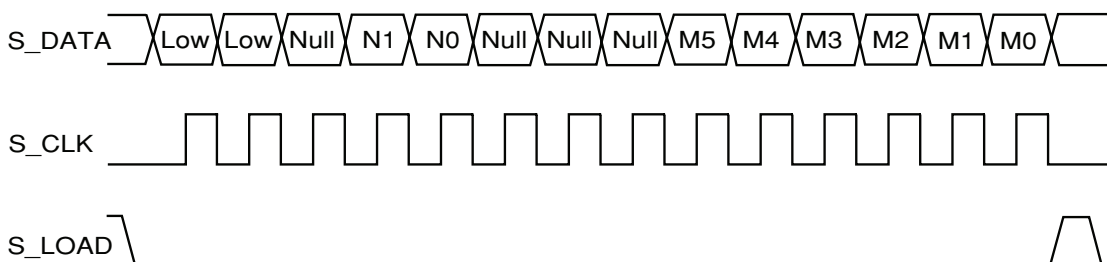 S_DATA Low Low Null N1 N0 Null Null Null M5 M4 M3 M2 M1 M0
S_CLK
S_LOAD